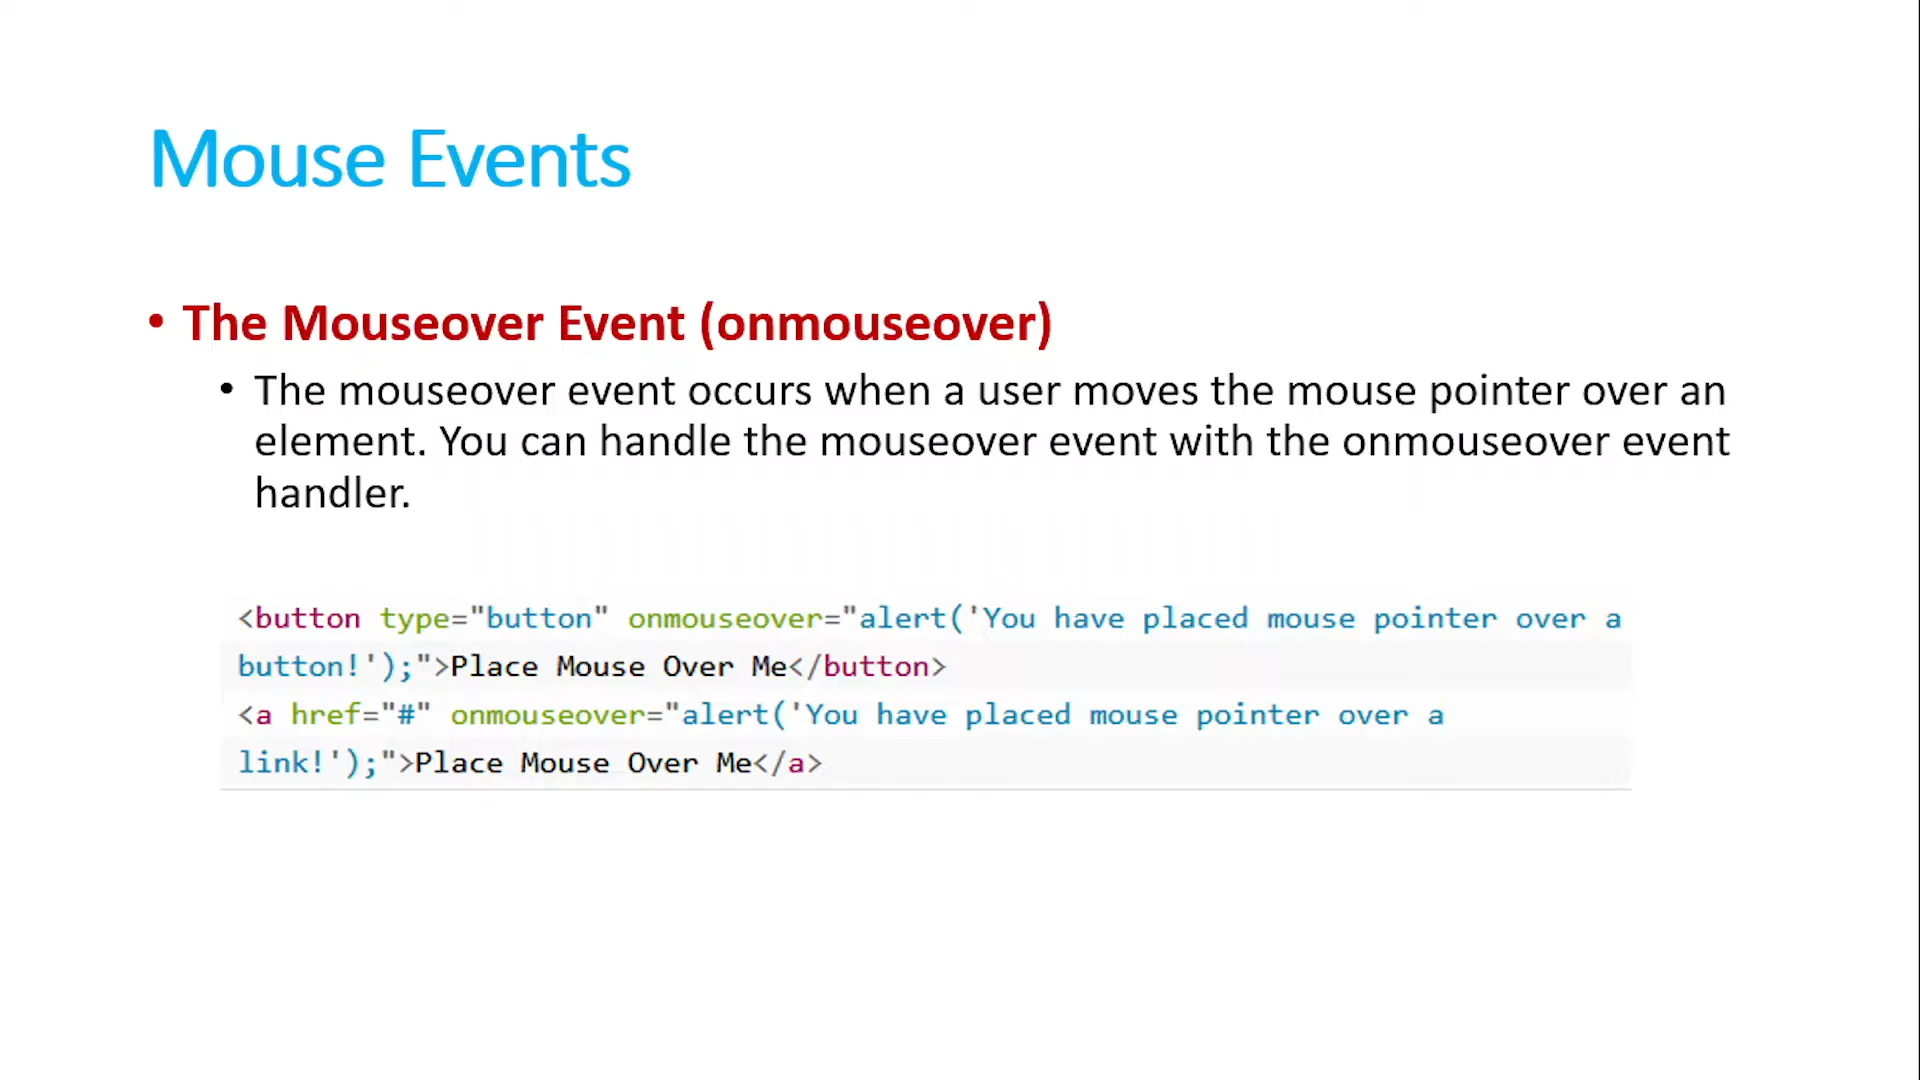 Mouse Events
• The Mouseover Event (onmouseover)
• The mouseover event occurs when a user moves the mouse pointer over an
element. You can handle the mouseover event with the onmouseover event
handler.
<button type="button" onmouseover="alert('You have placed mouse pointer over a
button!');">Place Mouse Over Me</button>
<a href="#" onmouseover="alert('You have placed mouse pointer over a
link!');">Place Mouse Over Me</a>